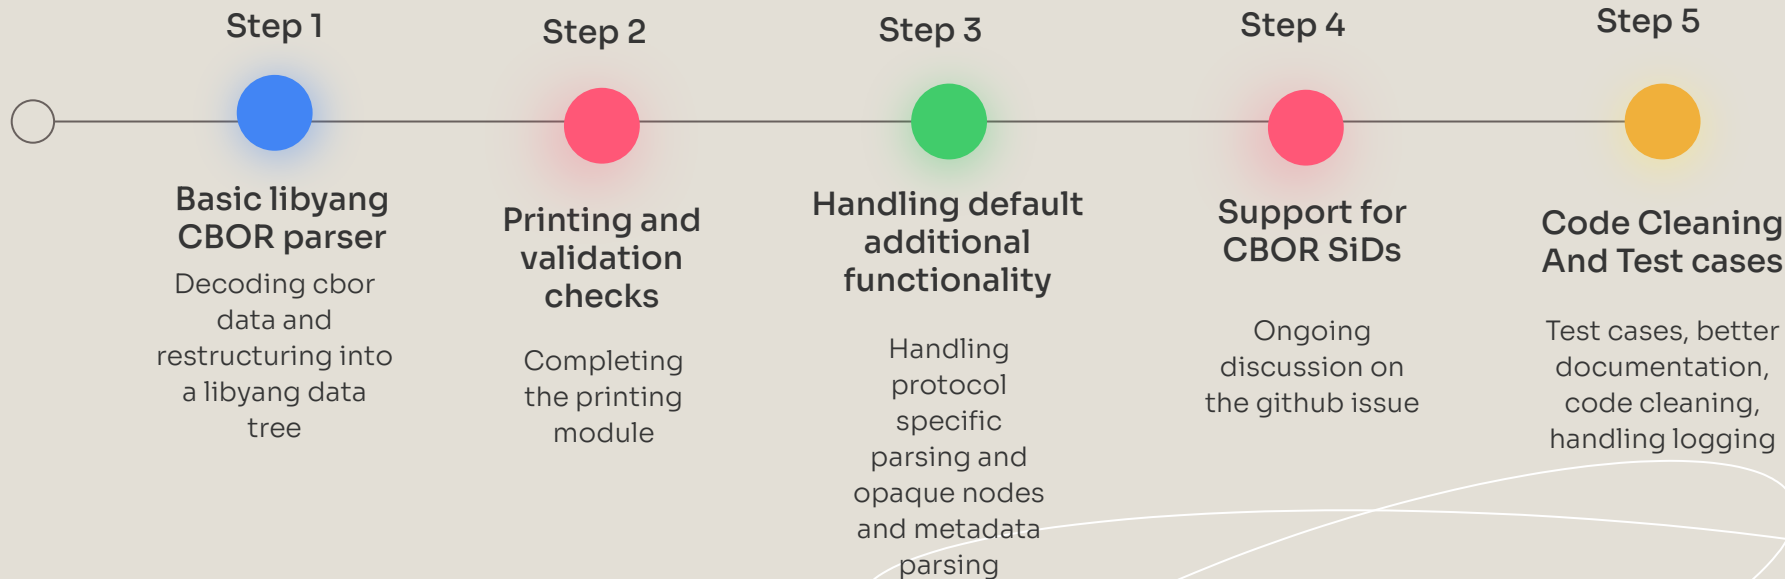 Step 1
Basic libyang
CBOR parser
Decoding cbor
data and
restructuring into
a libyang data
tree
Step 2
Printing and
validation
checks
Completing
the printing
module
Step 3
Handling default
additional
functionality
Handling
protocol
specific
parsing and
opaque nodes
and metadata
parsing
Step 4
Support for
CBOR SiDs
Ongoing
discussion on
the github issue
Step 5
Code Cleaning
And Test cases
Test cases, better
documentation,
code cleaning,
handling logging